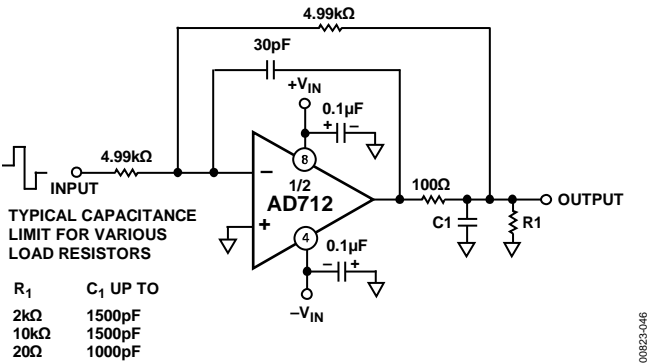 4.99kΩ
30pF
+VIN
0.1µF
+ –
4.99kΩ
8
–
INPUT
1/2
AD712
100Ω
OUTPUT
+
C1
R1
4
0.1µF
– +
–VIN
TYPICAL CAPACITANCE
LIMIT FOR VARIOUS
LOAD RESISTORS
R1 C1 UP TO
2kΩ 1500pF
10kΩ 1500pF
20Ω 1000pF
00823-046